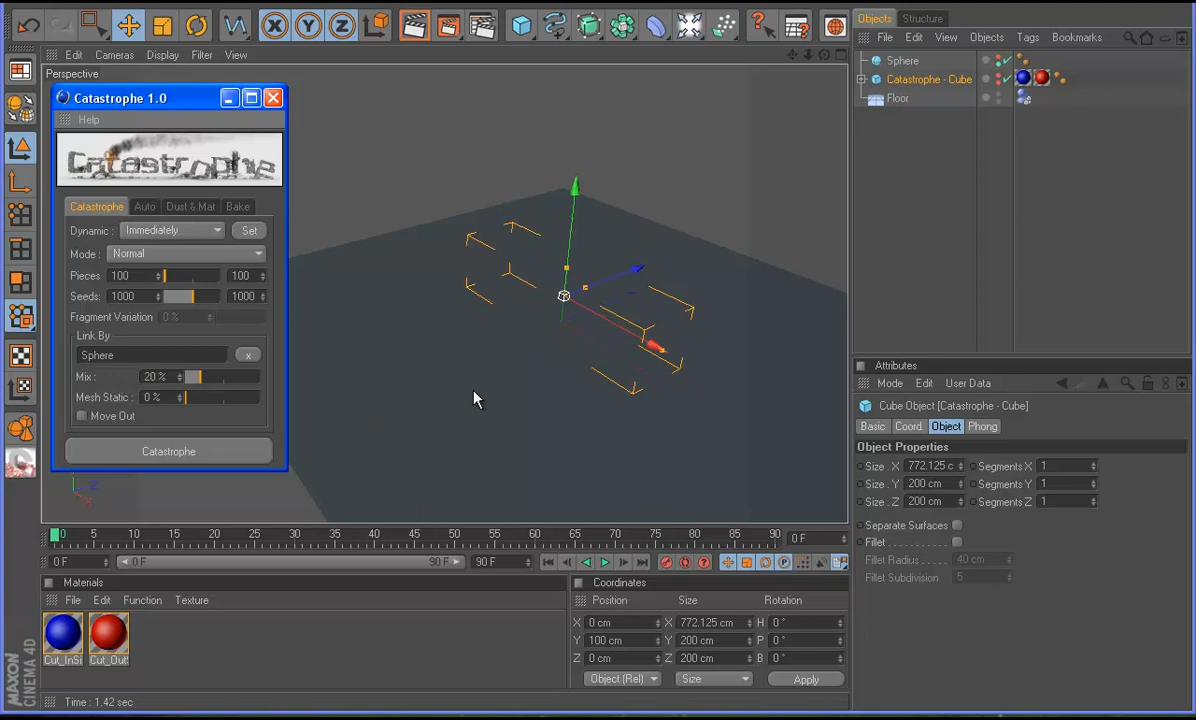 X Y Z
Objects Structure
File Edit View Objects Tags Bookmarks
Edit Cameras Display Filter View
Perspective
Sphere
Catastrophe - Cube
Floor
Catastrophe 1.0
Help
Catastrophe
Catastrophe Auto Dust & Mat Bake
Dynamic: Immediately Set
Mode: Normal
Pieces 100 100
Seeds: 1000 1000
Fragment Variation 0 %
Link By
Sphere x
Mix: 20 %
Mesh Static: 0 %
Move Out
Catastrophe
Attributes
Mode Edit User Data
Cube Object [Catastrophe - Cube]
Basic Coord. Object Phong
Object Properties
Size . X 772.125 c Segments X 1
Size . Y 200 cm Segments Y 1
Size . Z 200 cm Segments Z 1
Separate Surfaces
Fillet
Fillet Radius 40 cm
Fillet Subdivision 5
0 5 10 15 20 25 30 35 40 45 50 55 60 65 70 75 80 85 90 0 F
0 F 0 F 90 F 90 F
Materials
File Edit Function Texture
Cut_InSi Cut_Out
Coordinates
Position Size Rotation
X 0 cm X 772.125 cm H 0 °
Y 100 cm Y 200 cm P 0 °
Z 0 cm Z 200 cm B 0 °
Object (Rel) Size Apply
MAXON
CINEMA 4D
Time : 1.42 sec